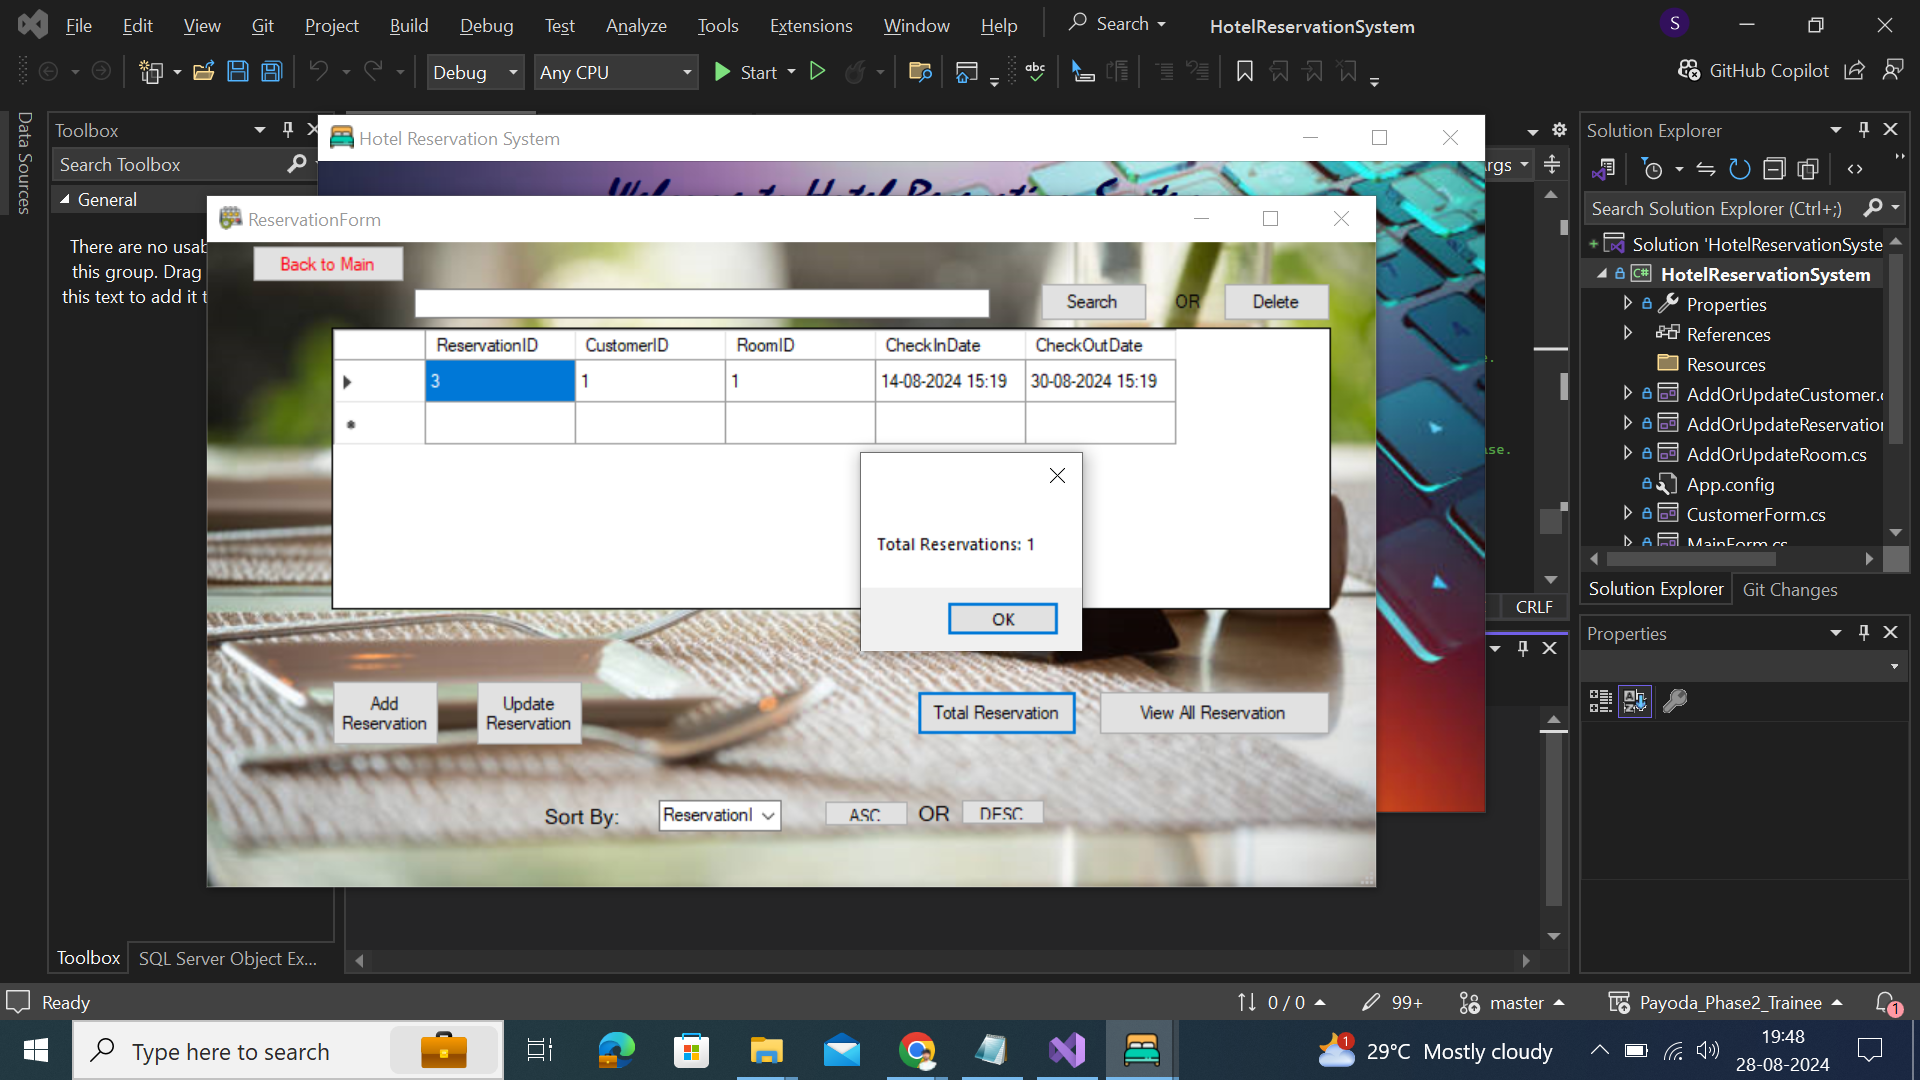 File Edit View Git Project Build Debug Test Analyze Tools Extensions Window Help Search HotelReservationSystem S
Debug Any CPU Start abc GitHub Copilot
Data Sources
Toolbox
Search Toolbox
General
There are no usab
this group. Drag
this text to add it t
Hotel Reservation System
ReservationForm
Back to Main
Search OR Delete
ReservationID CustomerID RoomID CheckInDate CheckOutDate
3 1 1 14-08-2024 15:19 30-08-2024 15:19
Total Reservations: 1
OK
Add Reservation
Update Reservation
Total Reservation View All Reservation
Sort By: ReservationI ASC OR DESC
rgs
CRLF
Solution Explorer
Search Solution Explorer (Ctrl+;)
Solution 'HotelReservationSyste
C# HotelReservationSystem
Properties
References
Resources
AddOrUpdateCustomer.
AddOrUpdateReservation
AddOrUpdateRoom.cs
App.config
CustomerForm.cs
MainForm.cs
Solution Explorer Git Changes
Properties
Toolbox SQL Server Object Ex...
Ready 0 / 0 99+ master Payoda_Phase2_Trainee 1
Type here to search 1 29°C Mostly cloudy 19:48
28-08-2024